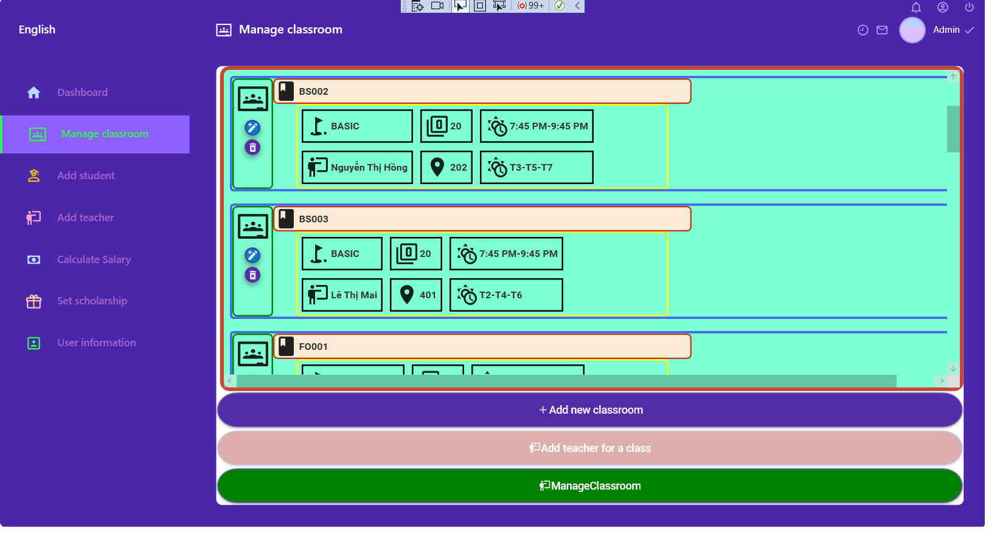 99+
English
Manage classroom
Admin
Dashboard
Manage classroom
Add student
Add teacher
Calculate Salary
Set scholarship
User information
BS002
BASIC
20
7:45 PM-9:45 PM
Nguyễn Thị Hồng
202
T3-T5-T7
BS003
BASIC
20
7:45 PM-9:45 PM
Lê Thị Mai
401
T2-T4-T6
FO001
+ Add new classroom
Add teacher for a class
ManageClassroom